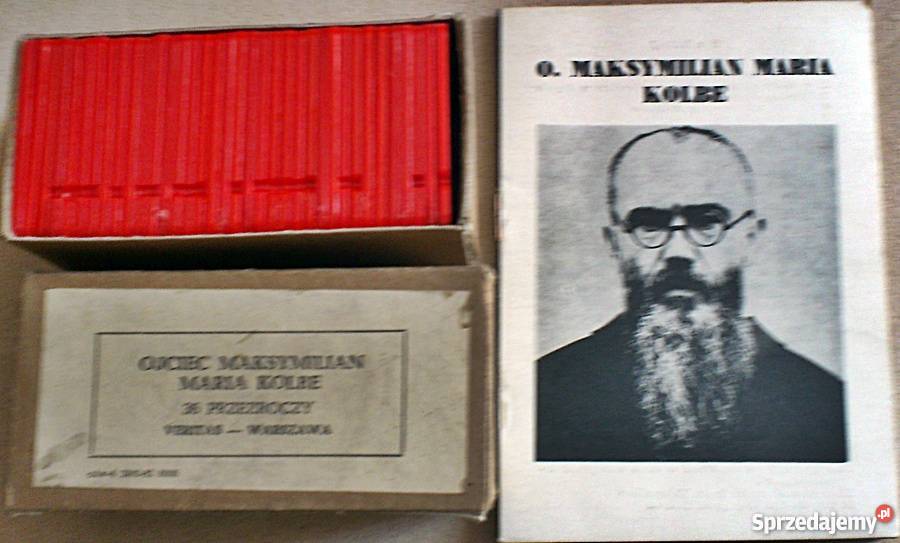 O. MAKSYMILIAN MARIA
KOLBE
OJCIEC MAKSYMILIAN
MARIA KOLBE
36 PRZEZROCZY
VERITAS — WARSZAWA
Sprzedajemy.pl